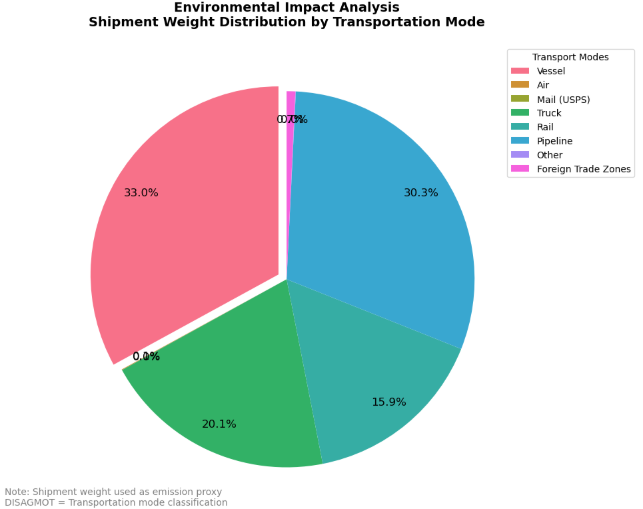 Environmental Impact Analysis
Shipment Weight Distribution by Transportation Mode
Transport Modes
Vessel
Air
Mail (USPS)
Truck
Rail
Pipeline
Other
Foreign Trade Zones
33.0%
30.3%
20.1%
15.9%
Note: Shipment weight used as emission proxy
DISAGMOT = Transportation mode classification